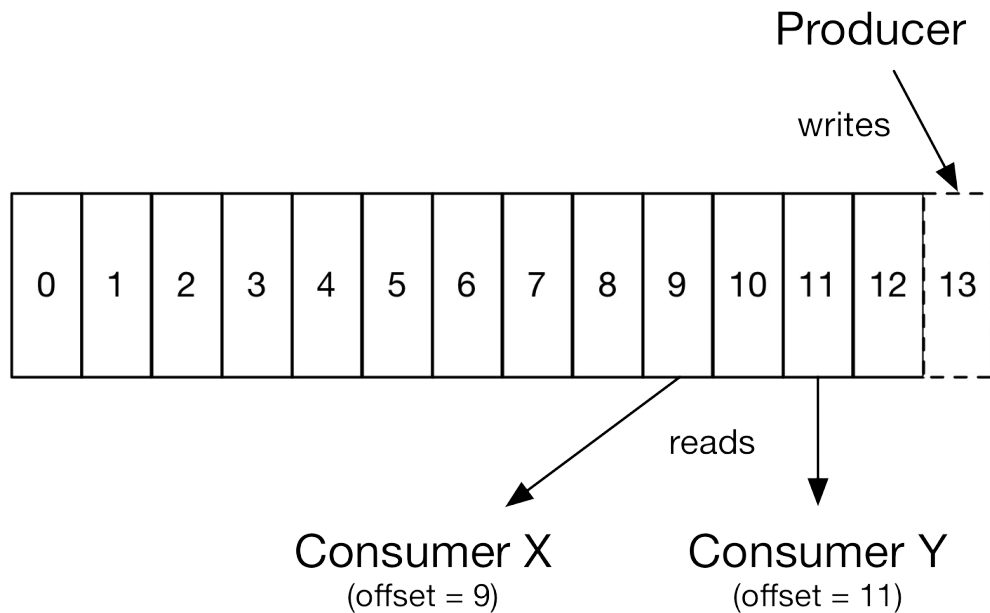 Producer
writes
0 1 2 3 4 5 6 7 8 9 10 11 12 13
reads
Consumer X
(offset = 9)
Consumer Y
(offset = 11)